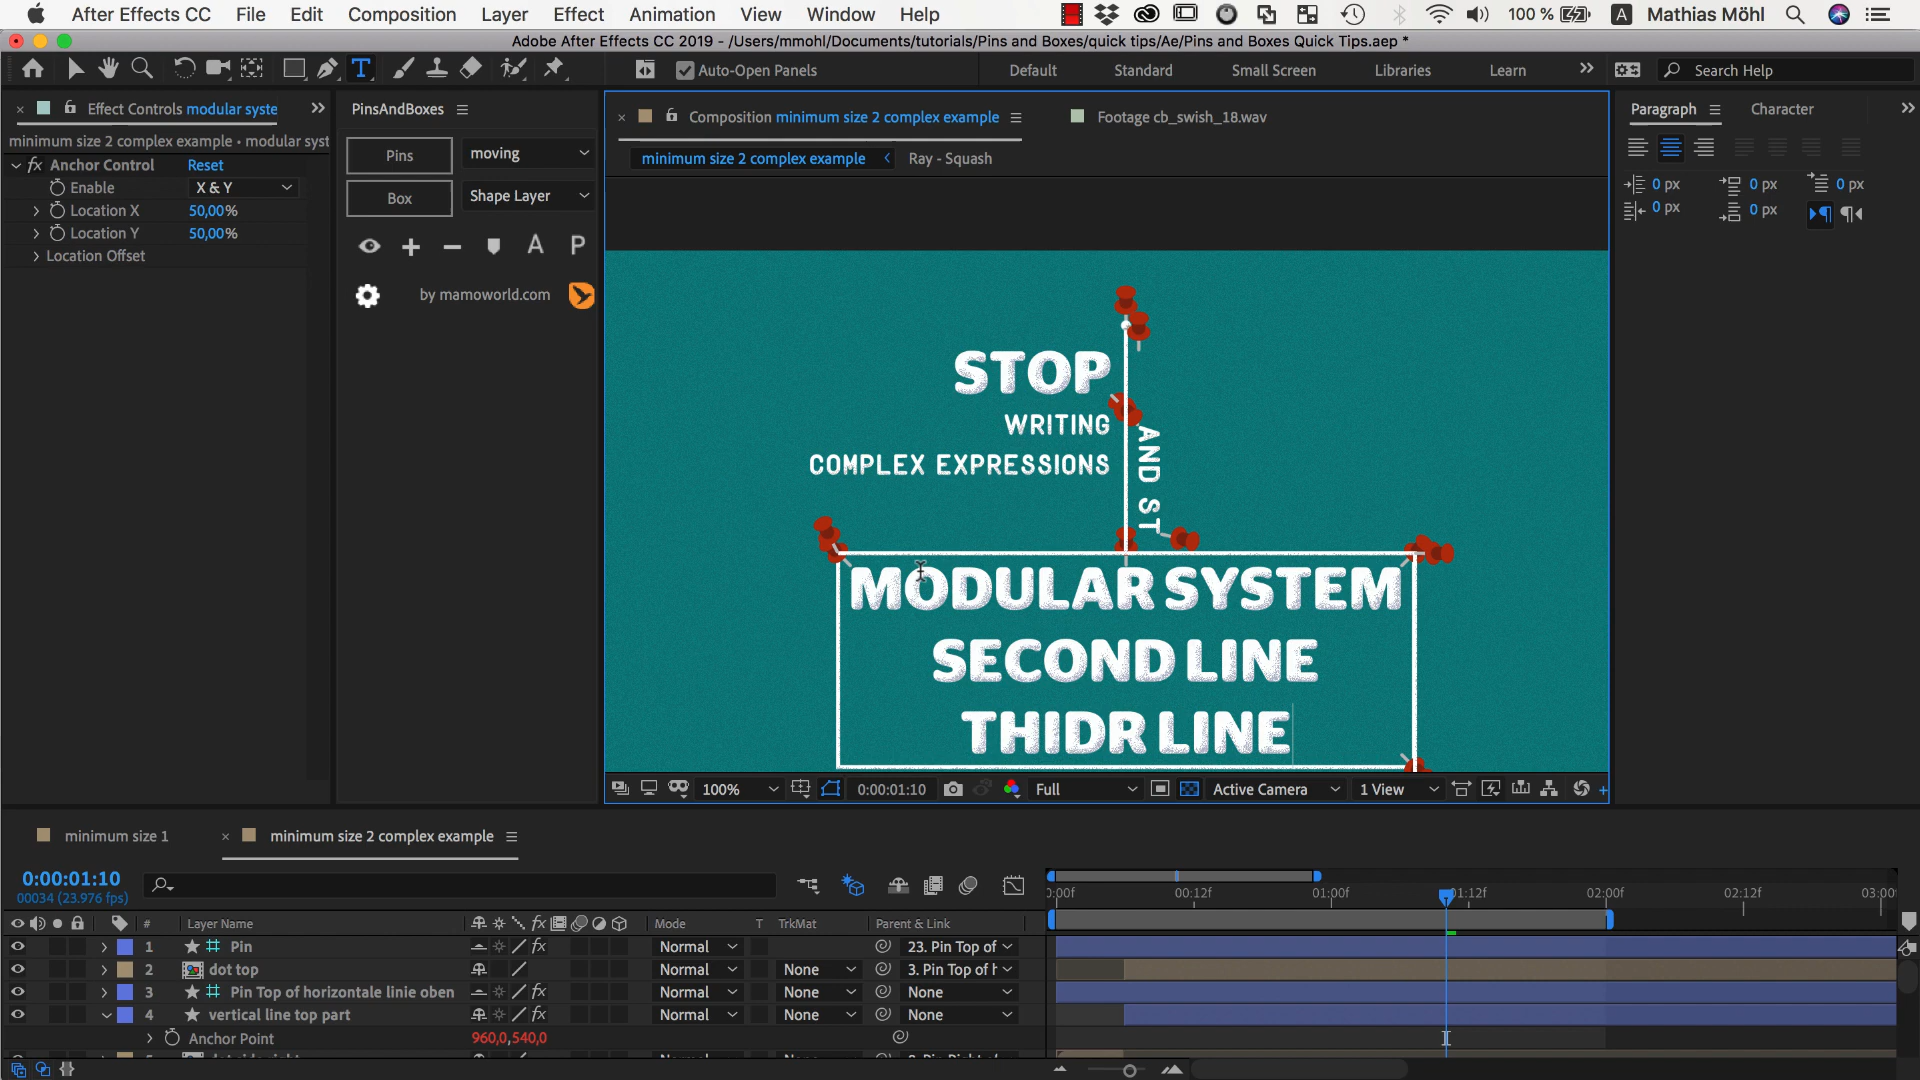 After Effects CC File Edit Composition Layer Effect Animation View Window Help 100 % A Mathias Möhl
Adobe After Effects CC 2019 - /Users/mmohl/Documents/tutorials/Pins and Boxes/quick tips/Ae/Pins and Boxes Quick Tips.aep *
Auto-Open Panels Default Standard Small Screen Libraries Learn Search Help
Effect Controls modular syste
PinsAndBoxes
Composition minimum size 2 complex example
Footage cb_swish_18.wav
Paragraph Character
minimum size 2 complex example • modular syst
fx Anchor Control Reset
Enable X & Y
Location X 50,00%
Location Y 50,00%
Location Offset
Pins moving
Box Shape Layer
A P
by mamoworld.com
minimum size 2 complex example Ray - Squash
0 px 0 px 0 px
0 px 0 px
STOP
WRITING
COMPLEX EXPRESSIONS
AND ST
MODULAR SYSTEM
SECOND LINE
THIDR LINE
100% 0:00:01:10 Full Active Camera 1 View
minimum size 1 minimum size 2 complex example
0:00:01:10
00034 (23.976 fps)
:00f 00:12f 01:00f 01:12f 02:00f 02:12f 03:00
# Layer Name fx Mode T TrkMat Parent & Link
1 Pin fx Normal 23. Pin Top of
2 dot top Normal None 3. Pin Top of h
3 Pin Top of horizontale linie oben fx Normal None None
4 vertical line top part fx Normal None None
Anchor Point 960,0,540,0